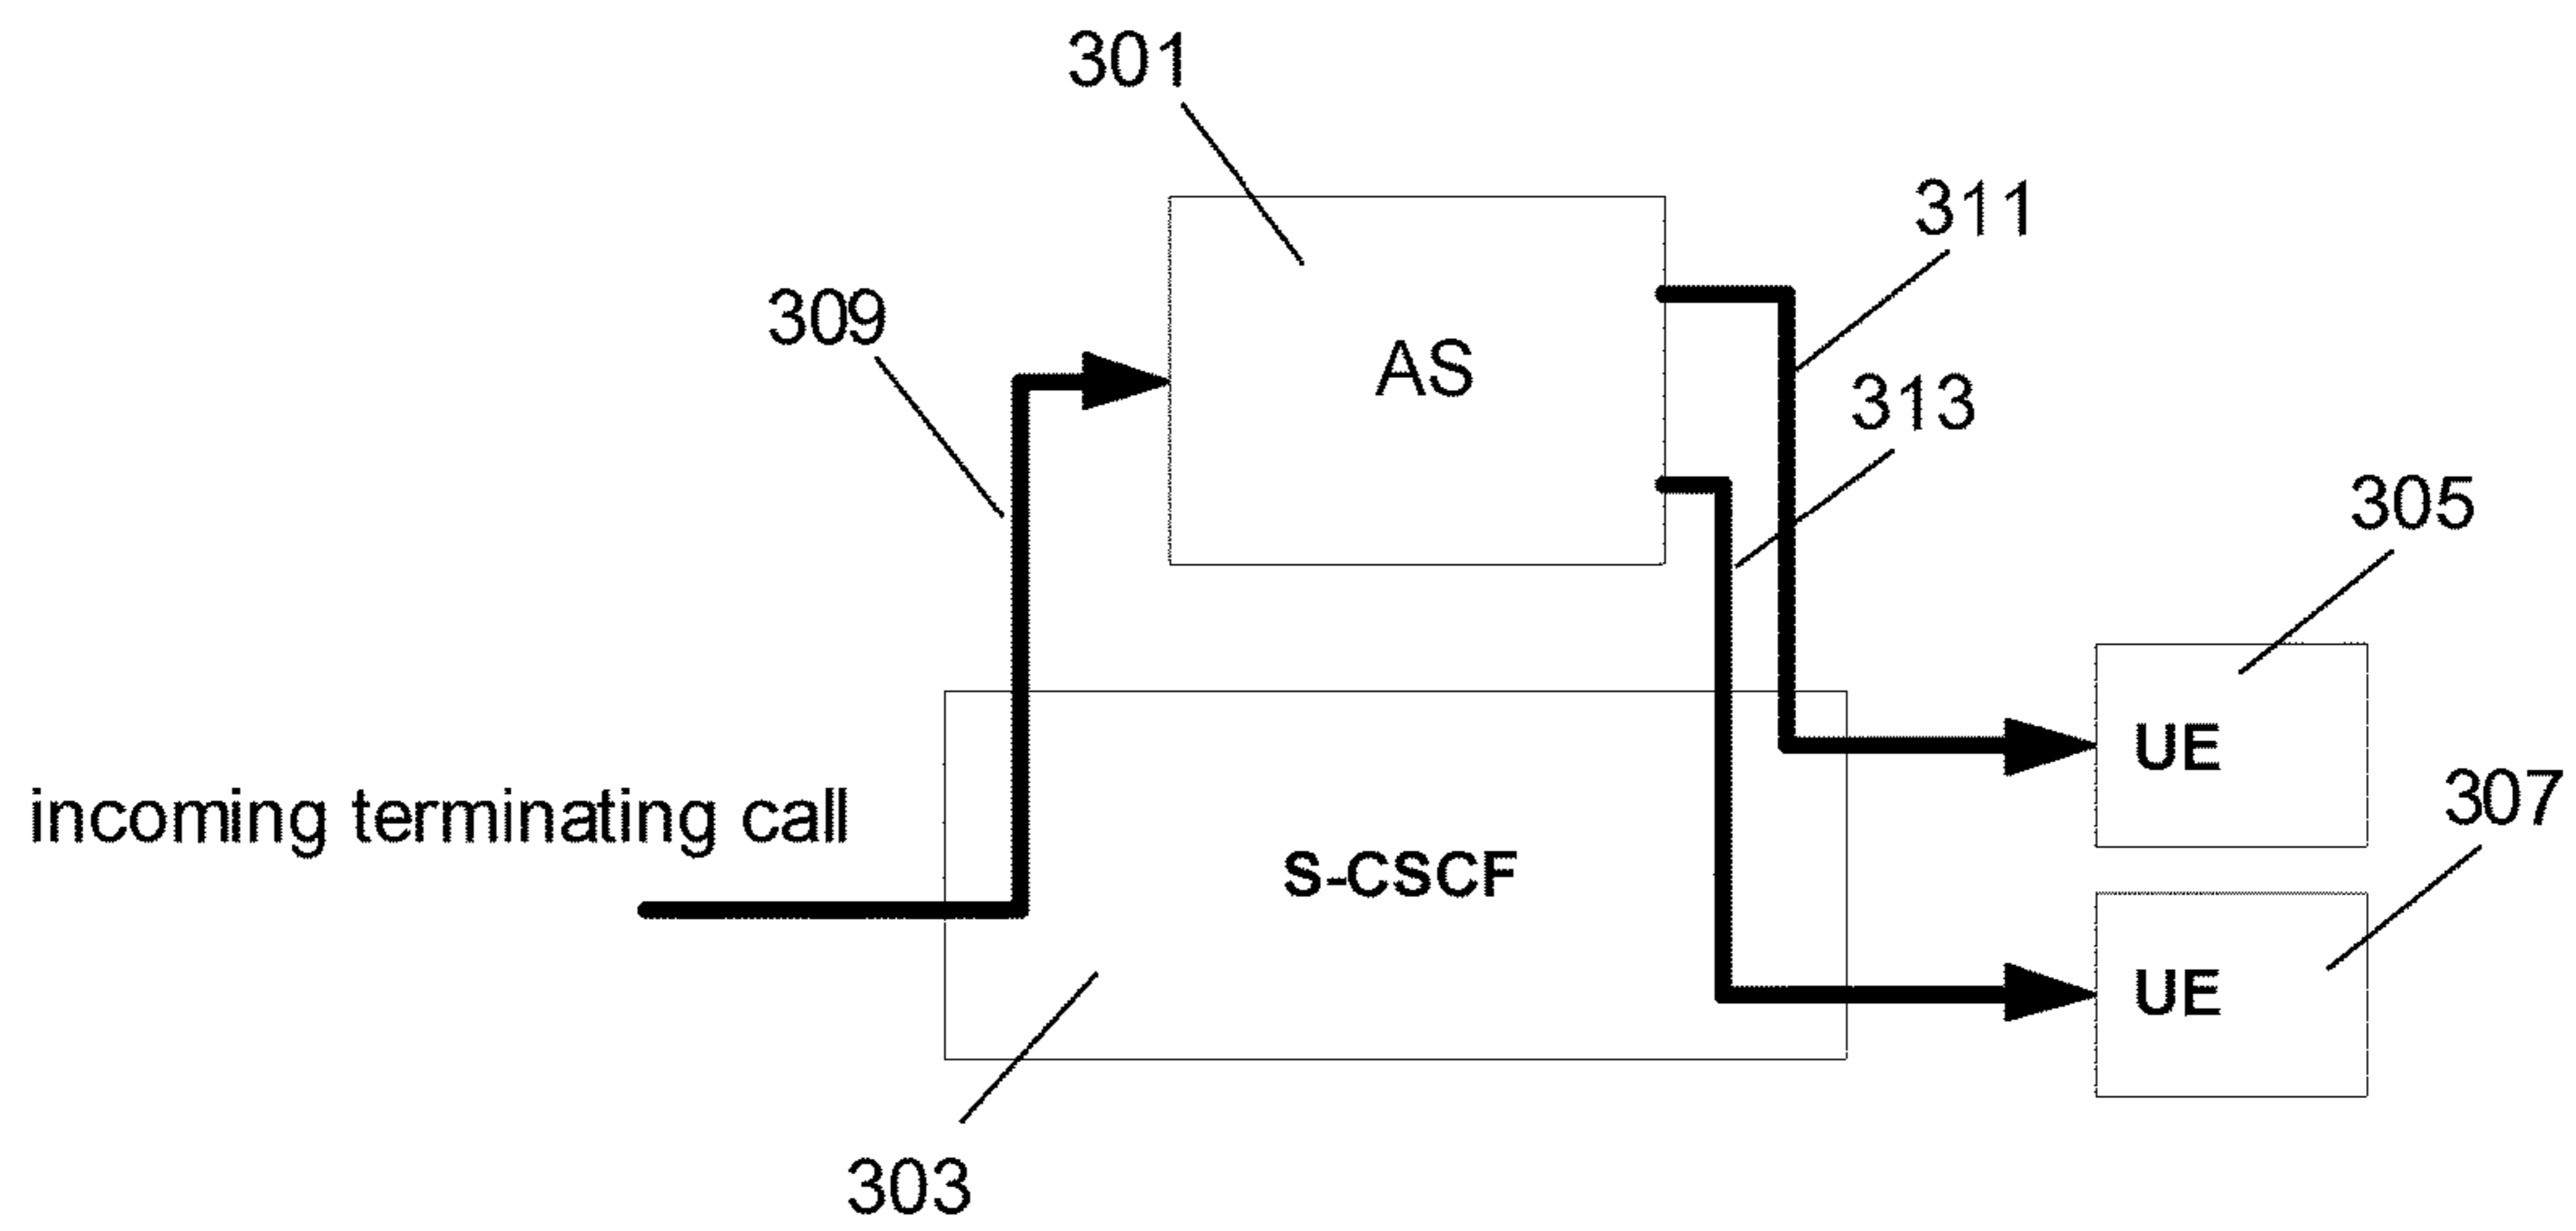 301
311
309
AS
313
305
UE
307
incoming terminating call
S-CSCF
UE
303